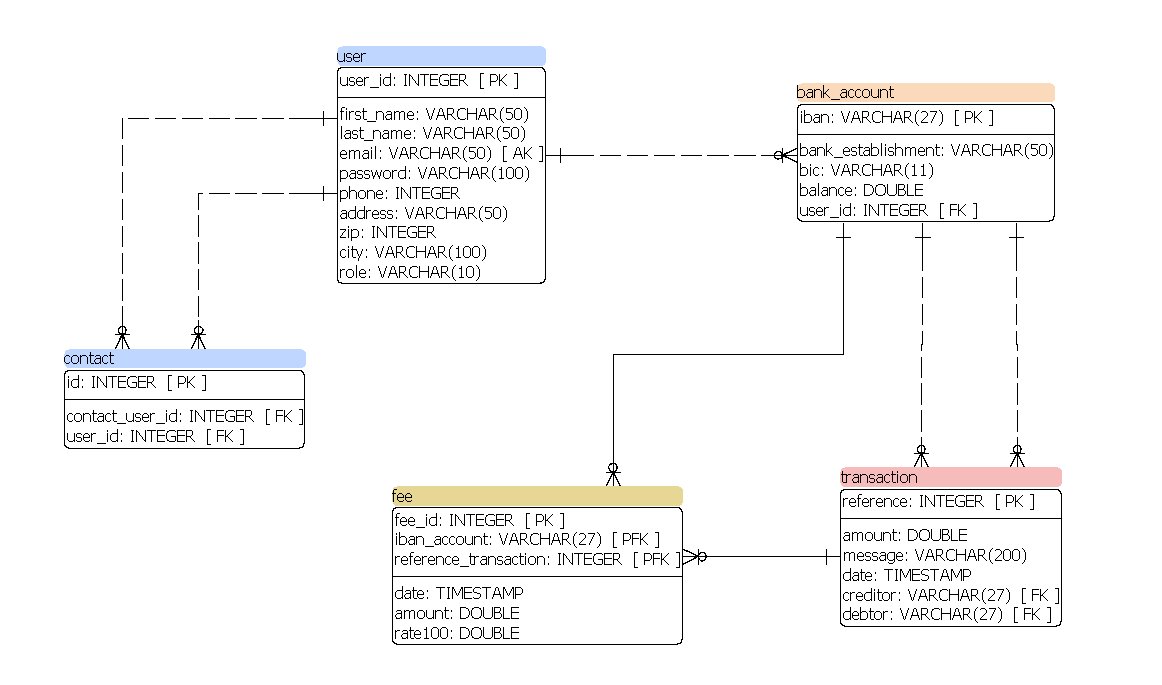 user
user_id: INTEGER [ PK ]
first_name: VARCHAR(50)
last_name: VARCHAR(50)
email: VARCHAR(50) [ AK ]
password: VARCHAR(100)
phone: INTEGER
address: VARCHAR(50)
zip: INTEGER
city: VARCHAR(100)
role: VARCHAR(10)
bank_account
iban: VARCHAR(27) [ PK ]
bank_establishment: VARCHAR(50)
bic: VARCHAR(11)
balance: DOUBLE
user_id: INTEGER [ FK ]
contact
id: INTEGER [ PK ]
contact_user_id: INTEGER [ FK ]
user_id: INTEGER [ FK ]
fee
fee_id: INTEGER [ PK ]
iban_account: VARCHAR(27) [ PFK ]
reference_transaction: INTEGER [ PFK ]
date: TIMESTAMP
amount: DOUBLE
rate100: DOUBLE
transaction
reference: INTEGER [ PK ]
amount: DOUBLE
message: VARCHAR(200)
date: TIMESTAMP
creditor: VARCHAR(27) [ FK ]
debtor: VARCHAR(27) [ FK ]